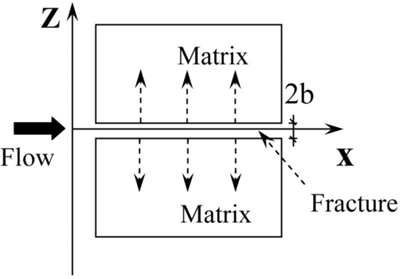 Z
Matrix
2b
Flow
x
Matrix
Fracture